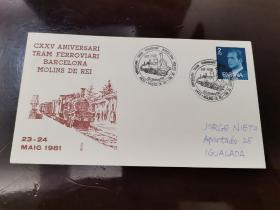 CXXV ANIVERSARI
TRAM FERROVIARI
BARCELONA
MOLINS DE REI
23-24
MAIG 1981
2
ESPAÑA
JORGE NIETO
Apartado 25
IGUALADA